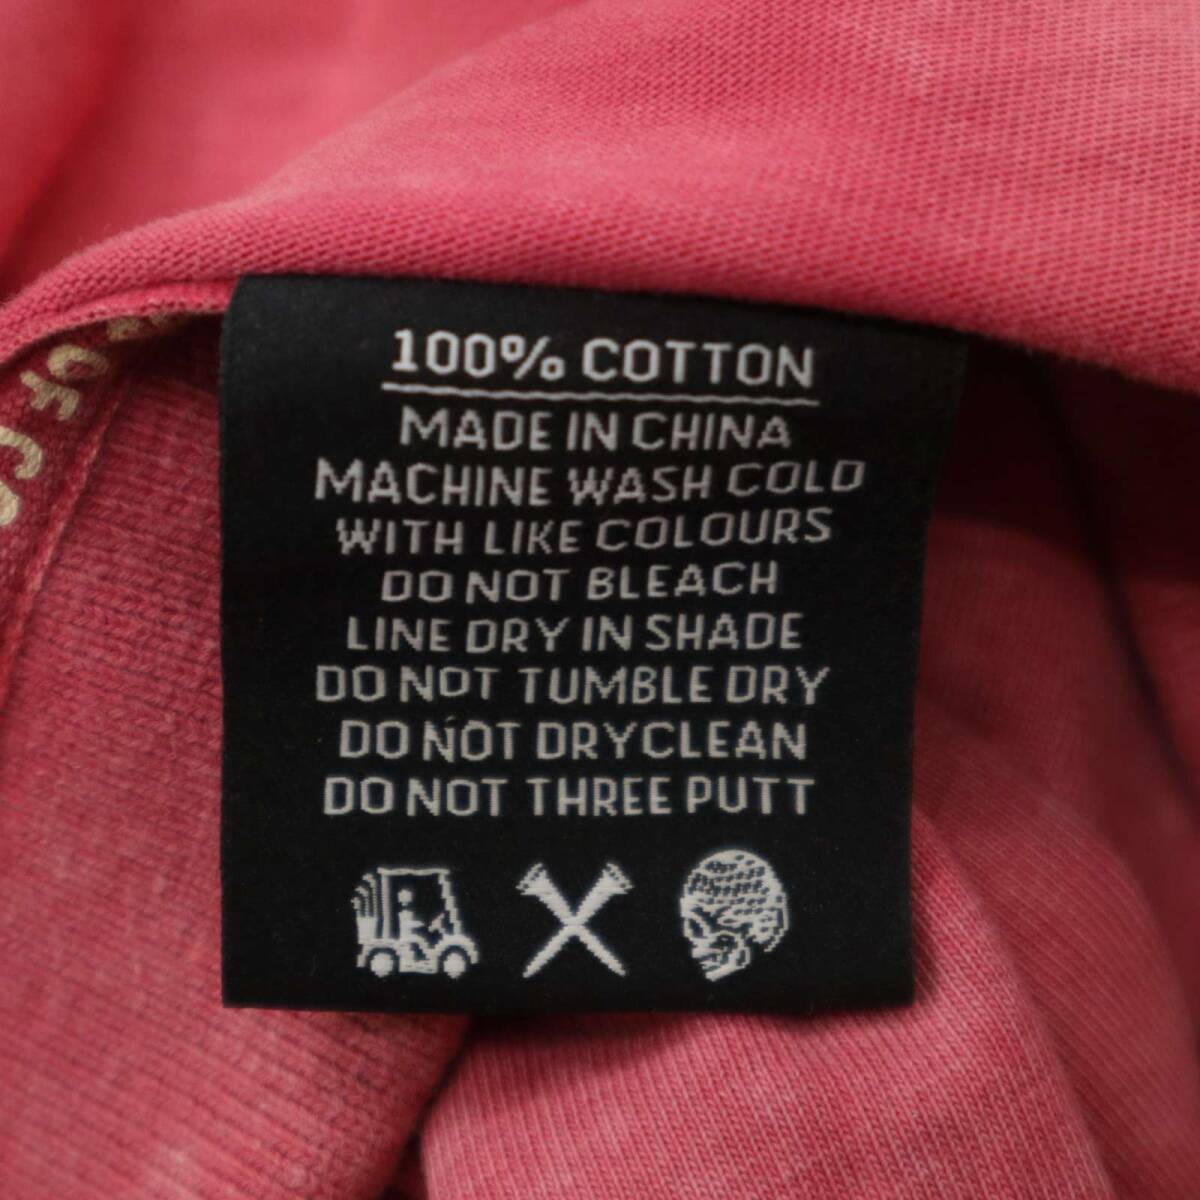 100% COTTON
MADE IN CHINA
MACHINE WASH COLD
WITH LIKE COLOURS
DO NOT BLEACH
LINE DRY IN SHADE
DO NOT TUMBLE DRY
DO NOT DRYCLEAN
DO NOT THREE PUTT
OF